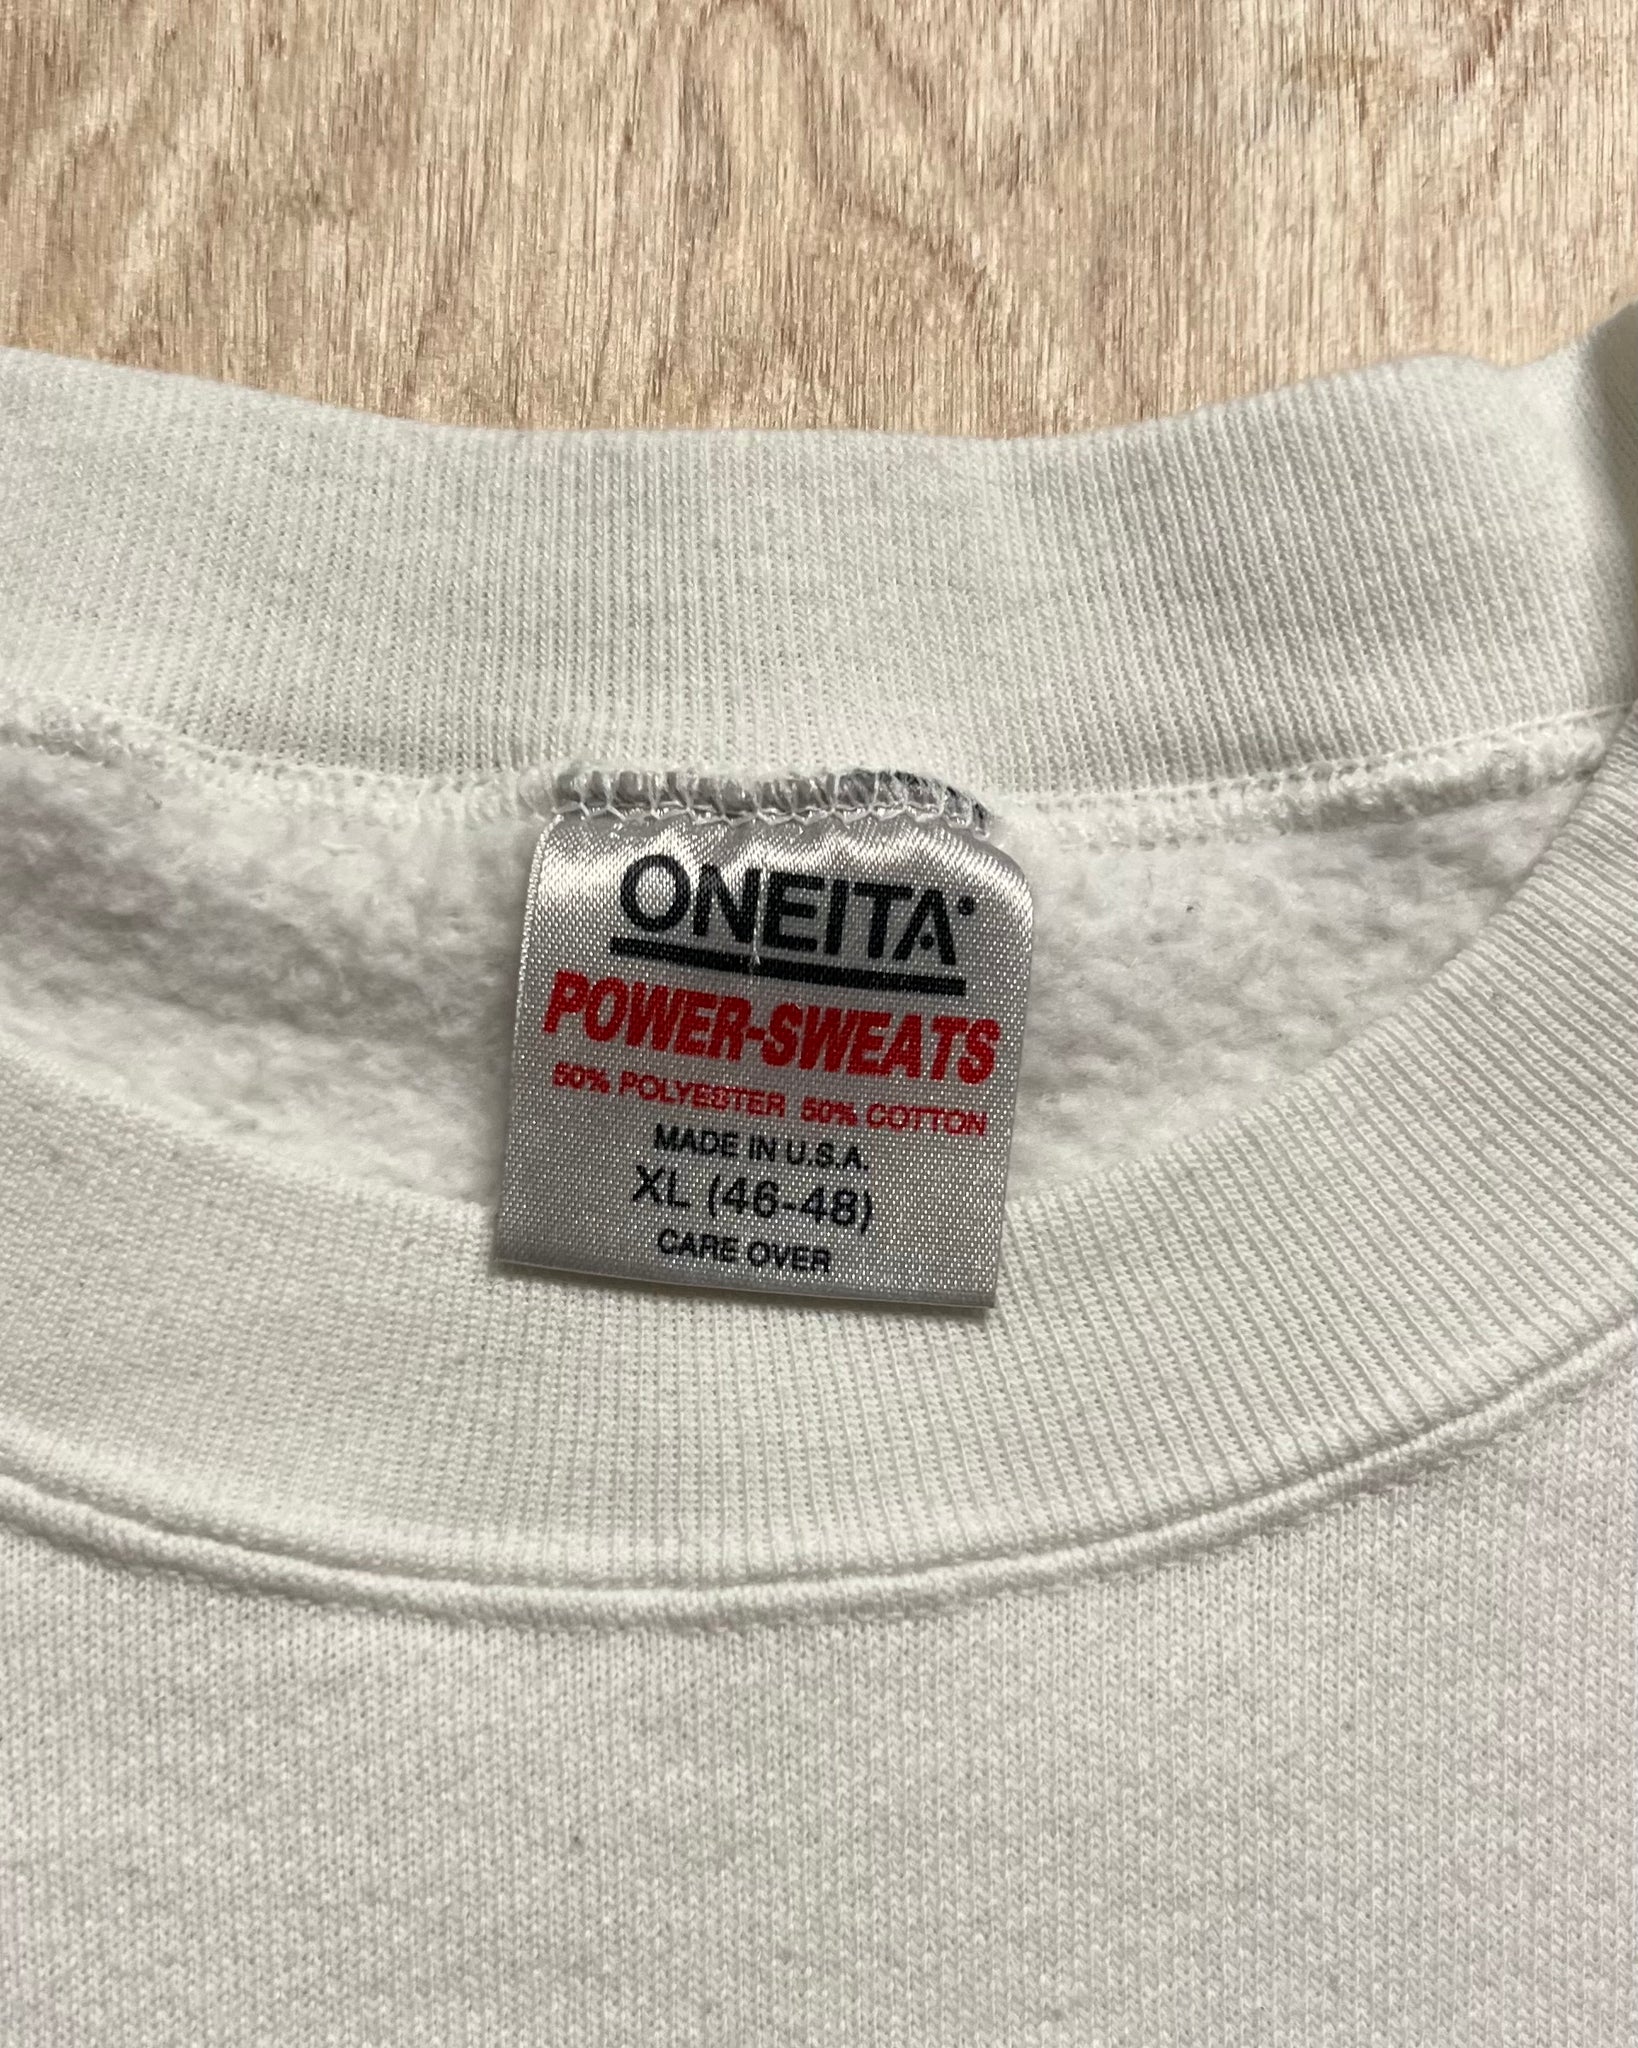 ONEITA
POWER-SWEATS
50% POLYESTER 50% COTTON
MADE IN U.S.A.
XL (46-48)
CARE OVER